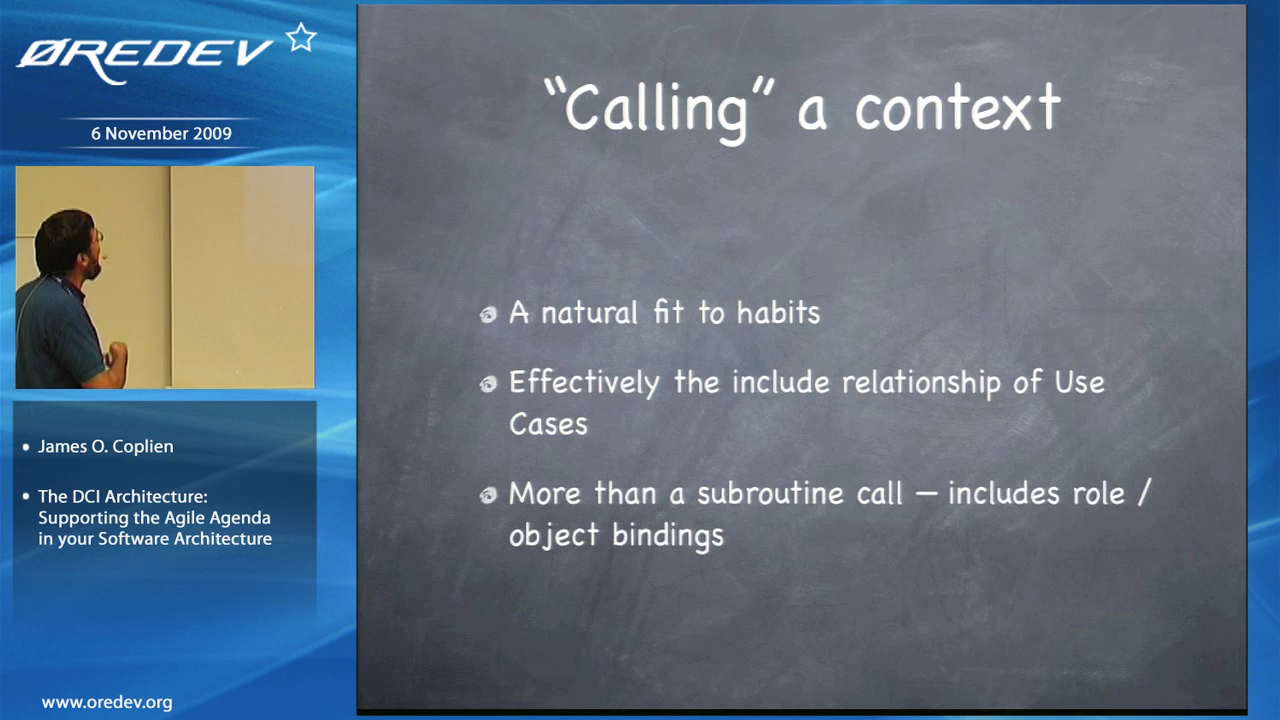 ØREDEV
6 November 2009
• James O. Coplien
• The DCI Architecture:
Supporting the Agile Agenda
in your Software Architecture
www.oredev.org
“Calling” a context
A natural fit to habits
Effectively the include relationship of Use
Cases
More than a subroutine call — includes role /
object bindings